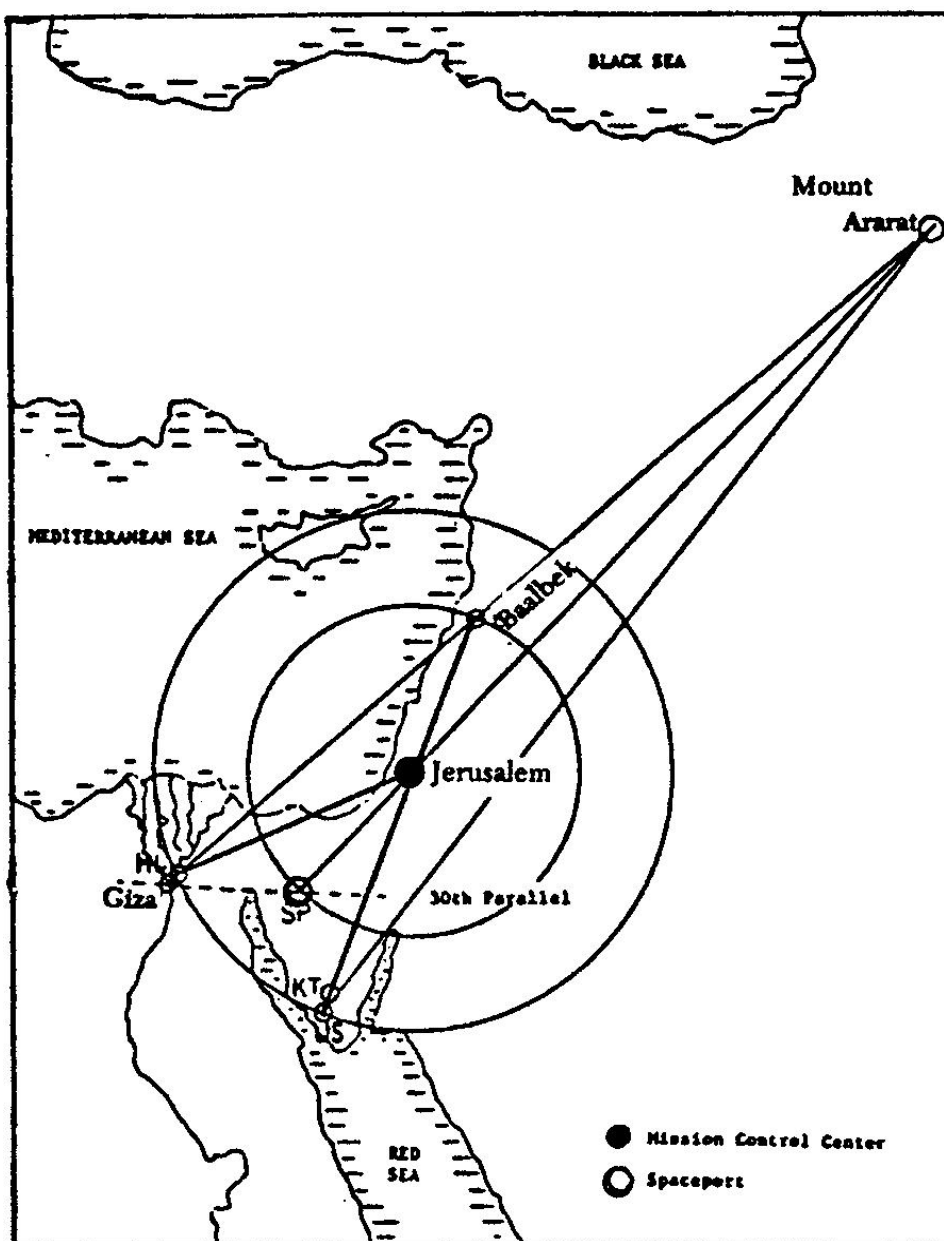 BLACK SEA
Mount
Ararat
MEDITERRANEAN SEA
Baalbek
Jerusalem
Giza
SP
30th Parallel
KT
S
RED
SEA
Mission Control Center
Spaceport